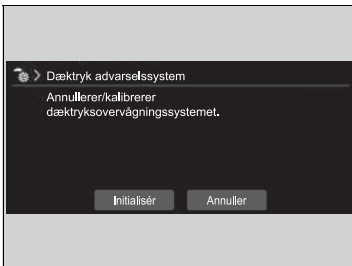 Dæktryk advarselssystem
Annullerer/kalibrerer
dæktryksovervågningssystemet.
Initialisér
Annuller